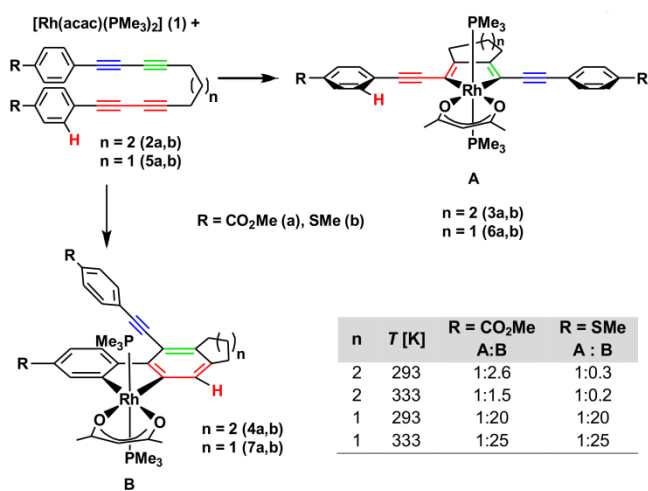 [Rh(acac)(PMe₃)₂] (1) +
R
R
( )n
H
n = 2 (2a,b)
n = 1 (5a,b)
PMe₃
( )n
R
R
H
Rh
O
O
PMe₃
A
n = 2 (3a,b)
n = 1 (6a,b)
R = CO₂Me (a), SMe (b)
R
Me₃P
( )n
R
H
Rh
O
O
PMe₃
n = 2 (4a,b)
n = 1 (7a,b)
B
n T [K] R = CO₂Me A:B R = SMe A : B
2 293 1:2.6 1:0.3
2 333 1:1.5 1:0.2
1 293 1:20 1:20
1 333 1:25 1:25